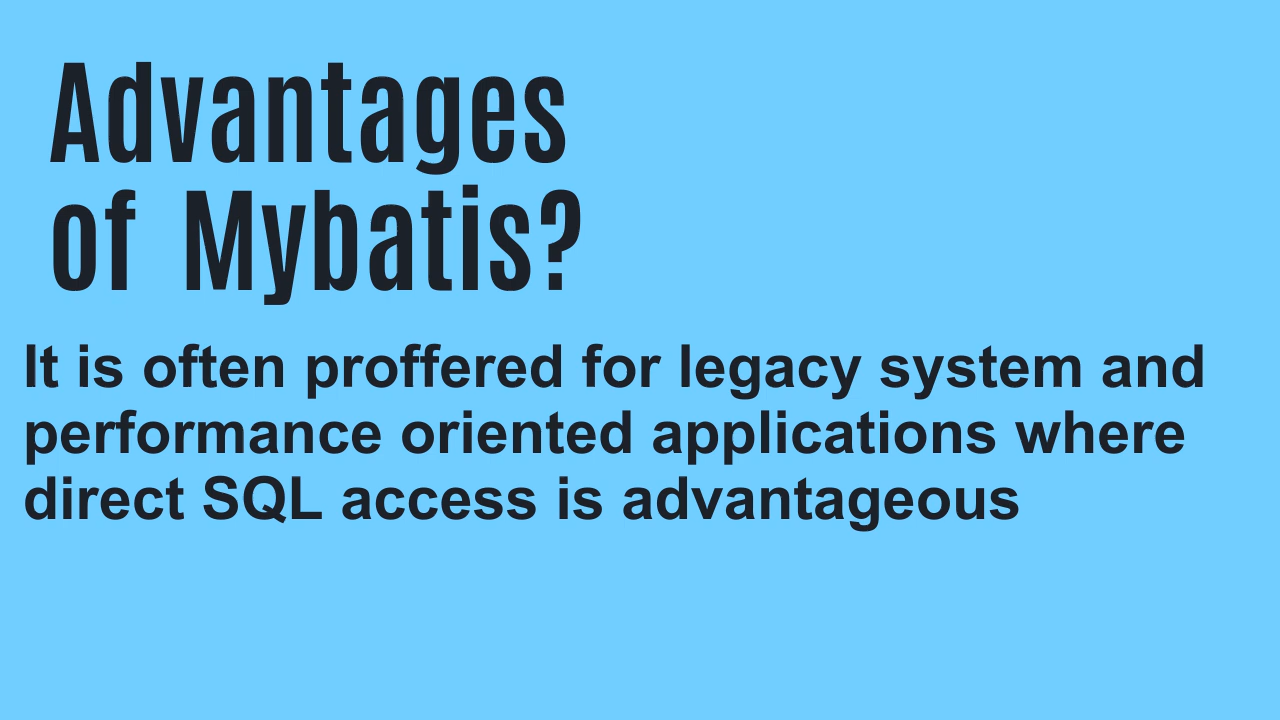 Advantages
of Mybatis?
It is often proffered for legacy system and
performance oriented applications where
direct SQL access is advantageous